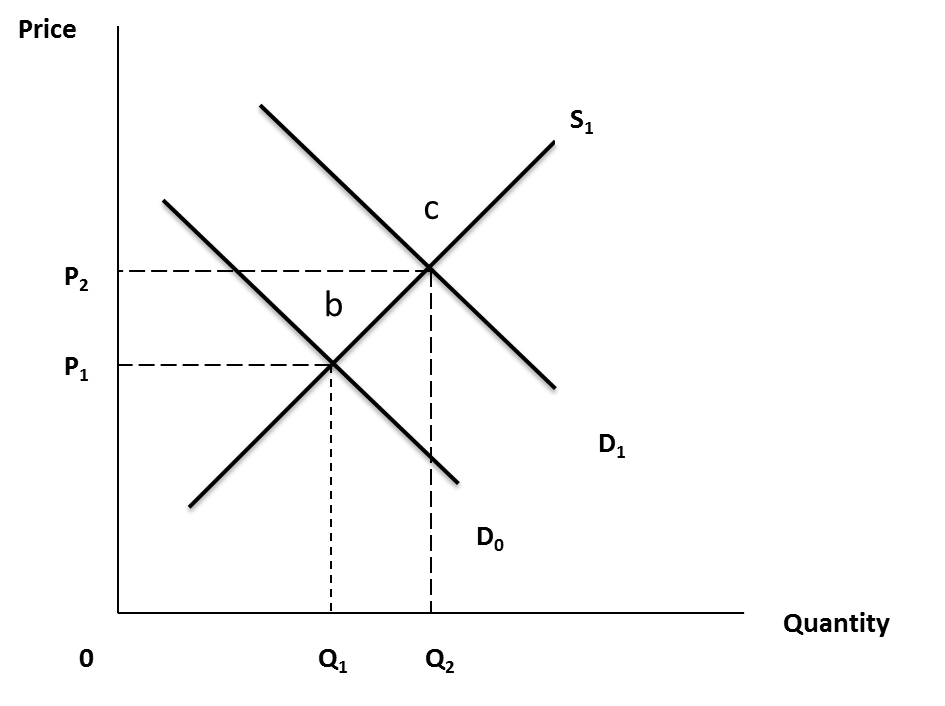 Price
S₁
c
P₂
b
P₁
D₁
D₀
Quantity
0
Q₁
Q₂